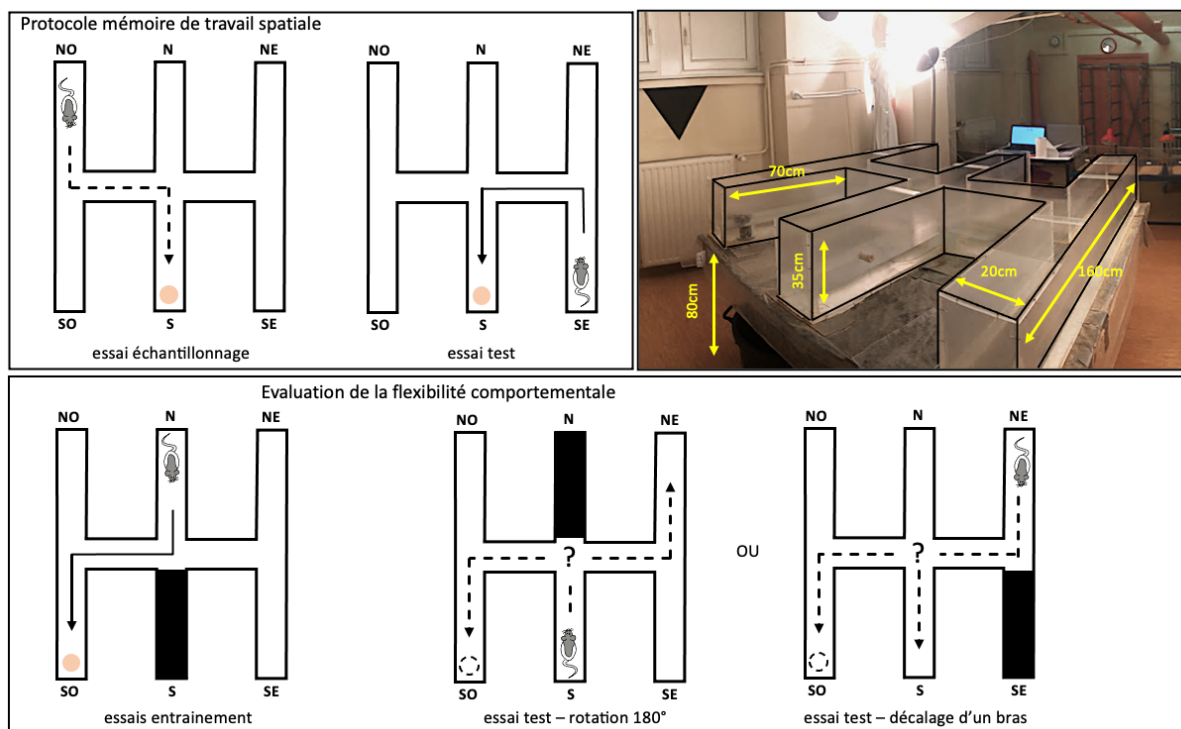 Protocole mémoire de travail spatiale
NO N NE NO N NE
SO S SE SO S SE
essai échantillonnage essai test
70cm
35cm
80cm
20cm
160cm
Evaluation de la flexibilité comportementale
NO N NE NO N NE NO N NE
? OU ?
SO S SE SO S SE SO S SE
essais entrainement essai test – rotation 180° essai test – décalage d'un bras